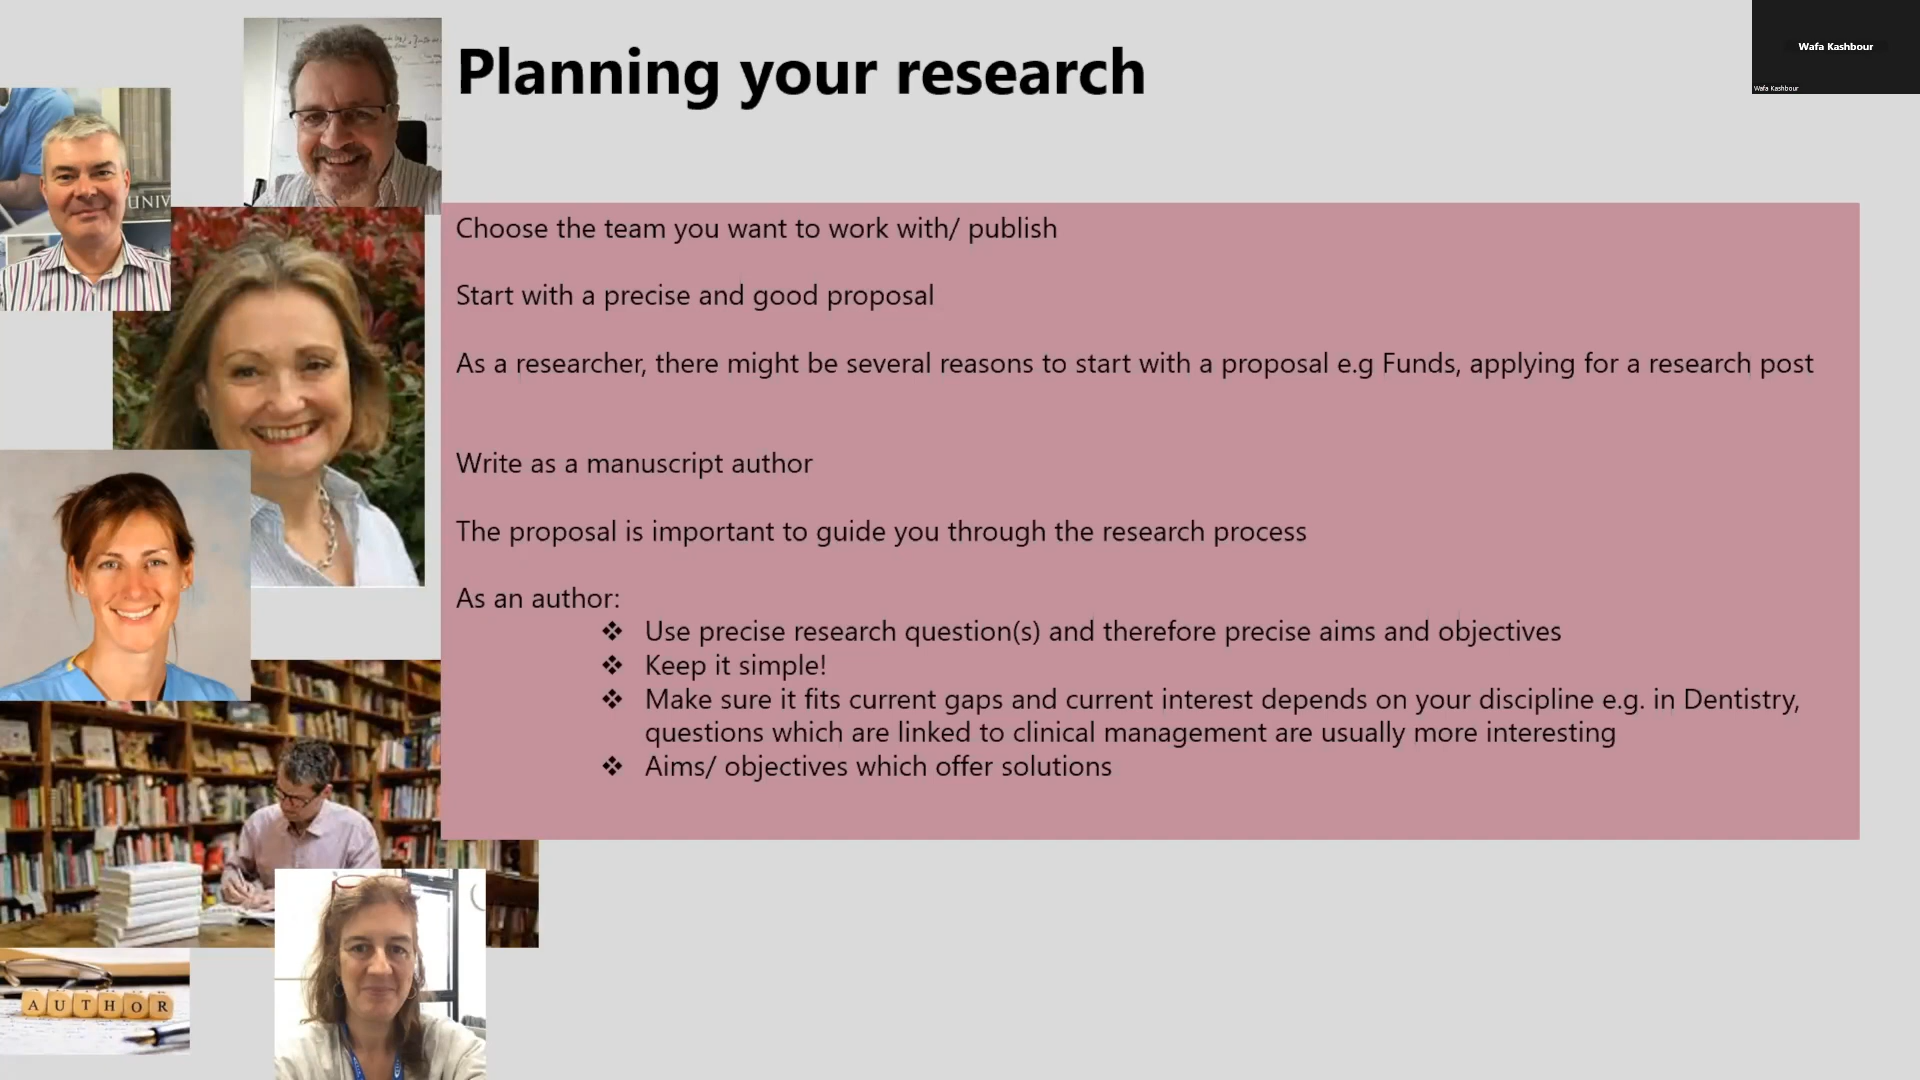 Planning your research
Wafa Kashbour
Wafa Kashbour
UNIV
Choose the team you want to work with/ publish
Start with a precise and good proposal
As a researcher, there might be several reasons to start with a proposal e.g Funds, applying for a research post
Write as a manuscript author
The proposal is important to guide you through the research process
As an author:
❖ Use precise research question(s) and therefore precise aims and objectives
❖ Keep it simple!
❖ Make sure it fits current gaps and current interest depends on your discipline e.g. in Dentistry,
questions which are linked to clinical management are usually more interesting
❖ Aims/ objectives which offer solutions
AUTHOR